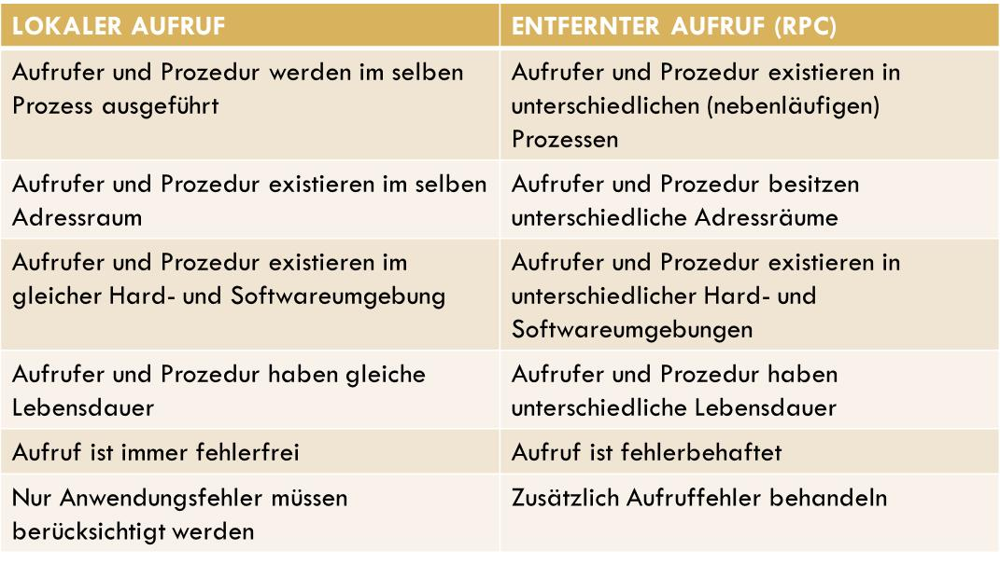 LOKALER AUFRUF
ENTFERNTER AUFRUF (RPC)
Aufrufer und Prozedur werden im selben
Prozess ausgeführt
Aufrufer und Prozedur existieren in
unterschiedlichen (nebenläufigen)
Prozessen
Aufrufer und Prozedur existieren im selben
Adressraum
Aufrufer und Prozedur besitzen
unterschiedliche Adressräume
Aufrufer und Prozedur existieren im
gleicher Hard- und Softwareumgebung
Aufrufer und Prozedur existieren in
unterschiedlicher Hard- und
Softwareumgebungen
Aufrufer und Prozedur haben gleiche
Lebensdauer
Aufrufer und Prozedur haben
unterschiedliche Lebensdauer
Aufruf ist immer fehlerfrei
Aufruf ist fehlerbehaftet
Nur Anwendungsfehler müssen
berücksichtigt werden
Zusätzlich Aufruffehler behandeln